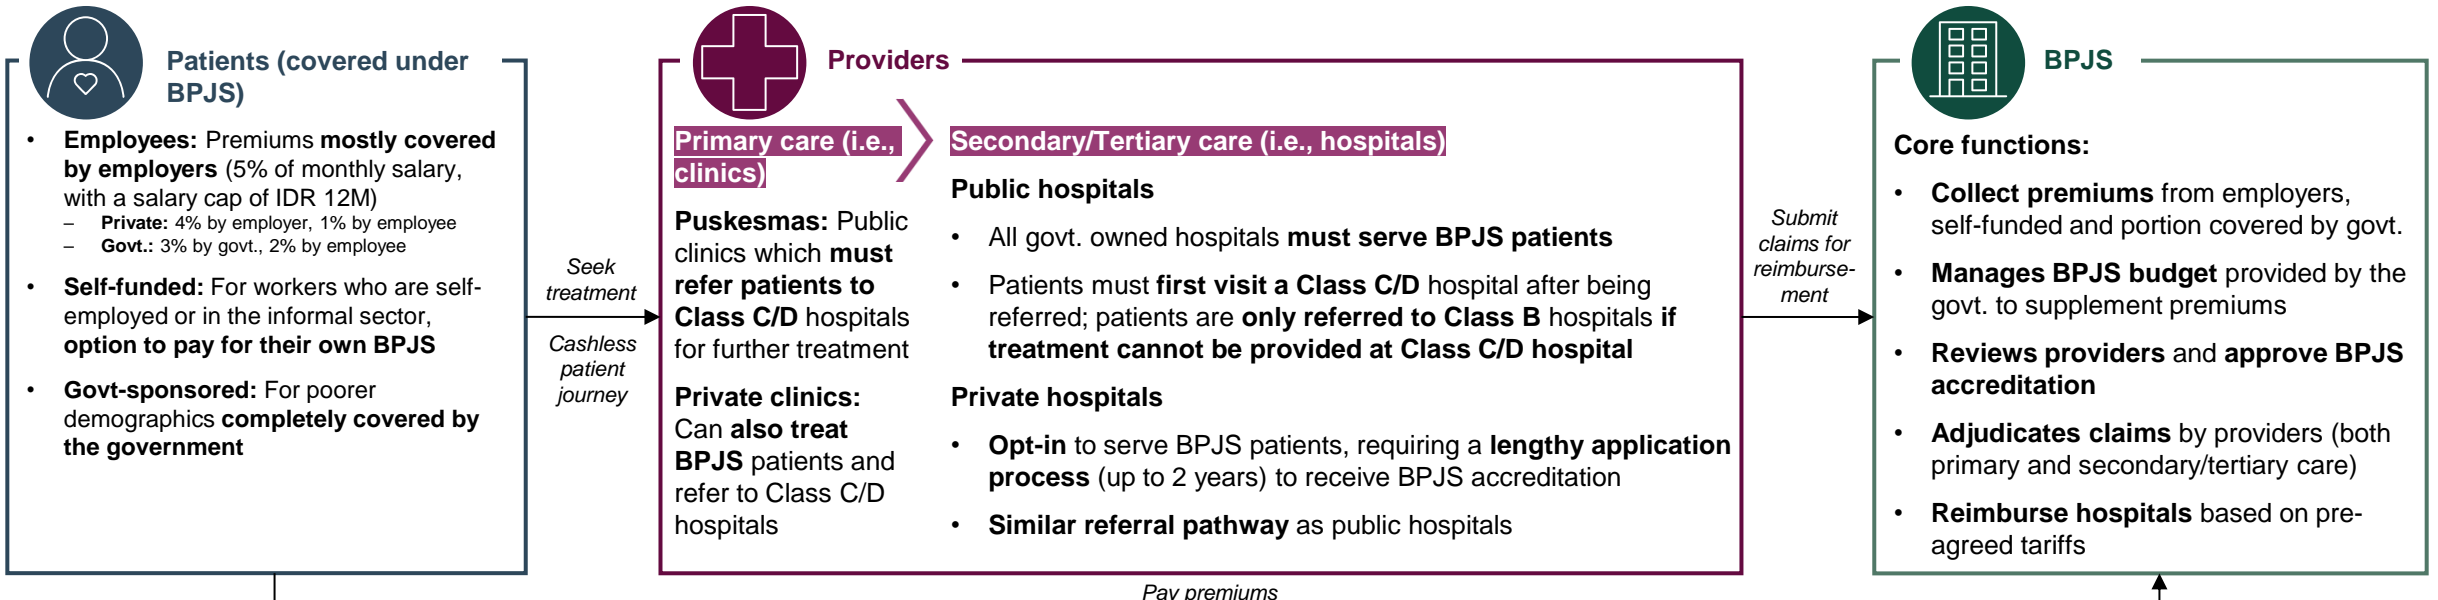 Patients (covered under
BPJS)
• Employees: Premiums mostly covered
by employers (5% of monthly salary,
with a salary cap of IDR 12M)
– Private: 4% by employer, 1% by employee
– Govt.: 3% by govt., 2% by employee
• Self-funded: For workers who are self-
employed or in the informal sector,
option to pay for their own BPJS
• Govt-sponsored: For poorer
demographics completely covered by
the government
Seek
treatment
Cashless
patient
journey
Providers
Primary care (i.e.,
clinics)
Puskesmas: Public
clinics which must
refer patients to
Class C/D hospitals
for further treatment
Private clinics:
Can also treat
BPJS patients and
refer to Class C/D
hospitals
Secondary/Tertiary care (i.e., hospitals)
Public hospitals
• All govt. owned hospitals must serve BPJS patients
• Patients must first visit a Class C/D hospital after being
referred; patients are only referred to Class B hospitals if
treatment cannot be provided at Class C/D hospital
Private hospitals
• Opt-in to serve BPJS patients, requiring a lengthy application
process (up to 2 years) to receive BPJS accreditation
• Similar referral pathway as public hospitals
Submit
claims for
reimburse-
ment
BPJS
Core functions:
• Collect premiums from employers,
self-funded and portion covered by govt.
• Manages BPJS budget provided by the
govt. to supplement premiums
• Reviews providers and approve BPJS
accreditation
• Adjudicates claims by providers (both
primary and secondary/tertiary care)
• Reimburse hospitals based on pre-
agreed tariffs
Pay premiums